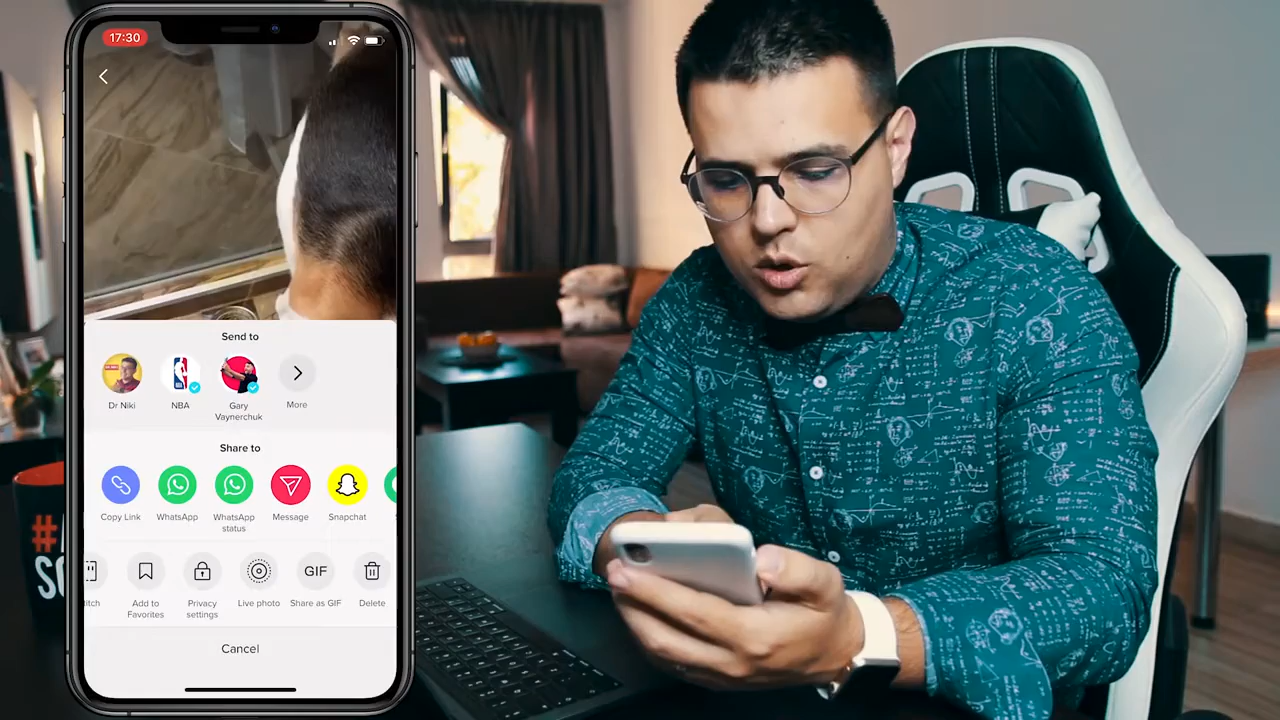 17:30
Send to
Dr Niki
NBA
Gary
Vaynerchuk
More
Share to
Copy Link
WhatsApp
WhatsApp
status
Message
Snapchat
titch
Add to
Favorites
Privacy
settings
Live photo
GIF
Share as GIF
Delete
Cancel